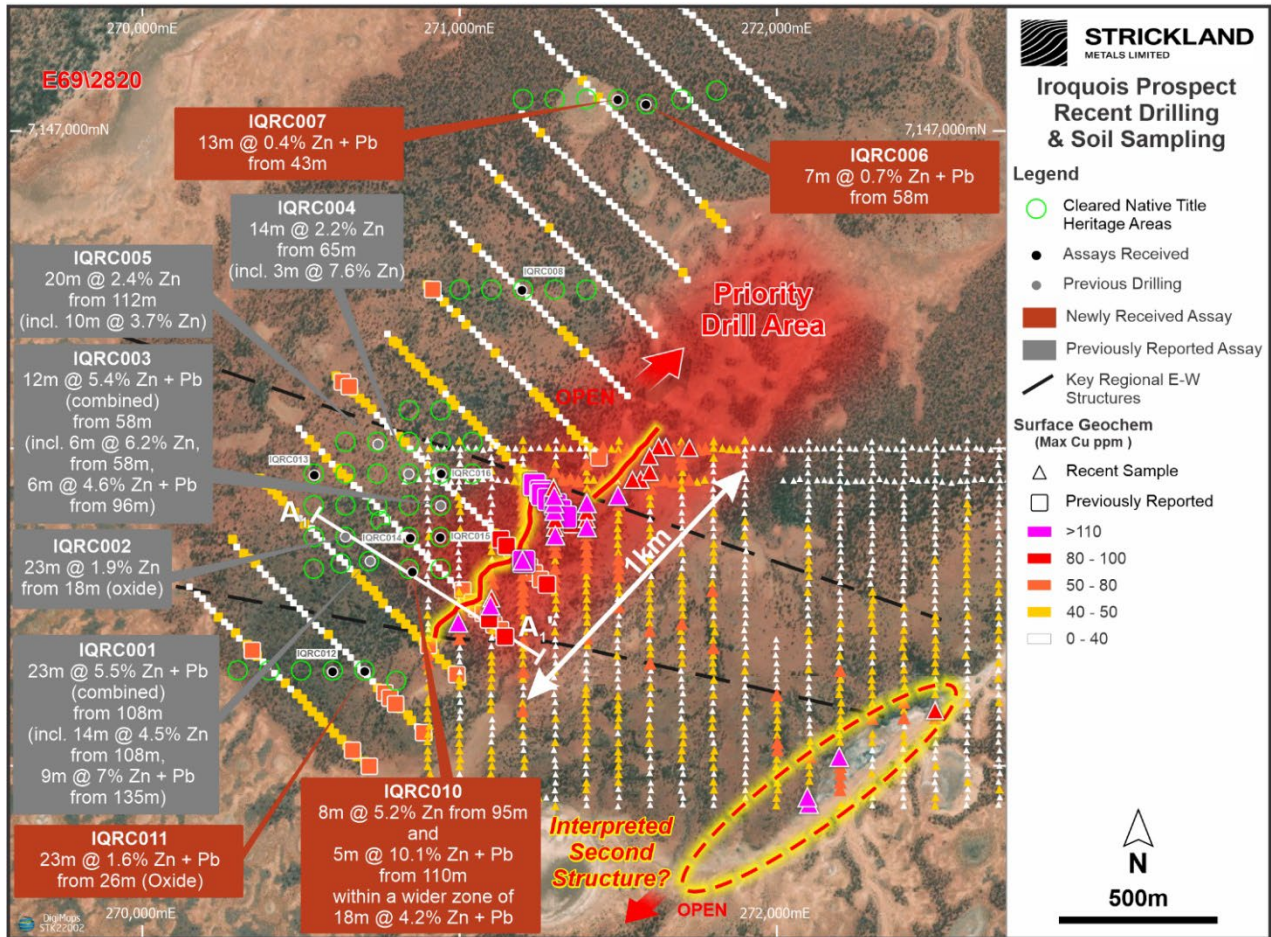 270,000mE
271,000mE
272,000mE
E69\2820
7,147,000mN
7,147,000mN
IQRC007
13m @ 0.4% Zn + Pb
from 43m
IQRC006
7m @ 0.7% Zn + Pb
from 58m
IQRC004
14m @ 2.2% Zn
from 65m
(incl. 3m @ 7.6% Zn)
IQRC005
20m @ 2.4% Zn
from 112m
(incl. 10m @ 3.7% Zn)
IQRC008
Priority
Drill Area
OPEN
IQRC003
12m @ 5.4% Zn + Pb
(combined)
from 58m
(incl. 6m @ 6.2% Zn,
from 58m,
6m @ 4.6% Zn + Pb
from 96m)
IQRC013
IQRC016
A
IQRC014
IQRC015
1km
IQRC002
23m @ 1.9% Zn
from 18m (oxide)
A'
IQRC001
23m @ 5.5% Zn + Pb
(combined)
from 108m
(incl. 14m @ 4.5% Zn
from 108m,
9m @ 7% Zn + Pb
from 135m)
IQRC012
IQRC011
23m @ 1.6% Zn + Pb
from 26m (Oxide)
IQRC010
8m @ 5.2% Zn from 95m
and
5m @ 10.1% Zn + Pb
from 110m
within a wider zone of
18m @ 4.2% Zn + Pb
Interpreted
Second
Structure?
OPEN
270,000mE
272,000mE
DigiMaps
STK22002
STRICKLAND
METALS LIMITED
Iroquois Prospect
Recent Drilling
& Soil Sampling
Legend
Cleared Native Title
Heritage Areas
Assays Received
Previous Drilling
Newly Received Assay
Previously Reported Assay
Key Regional E-W
Structures
Surface Geochem
(Max Cu ppm )
Recent Sample
Previously Reported
>110
80 - 100
50 - 80
40 - 50
0 - 40
N
500m